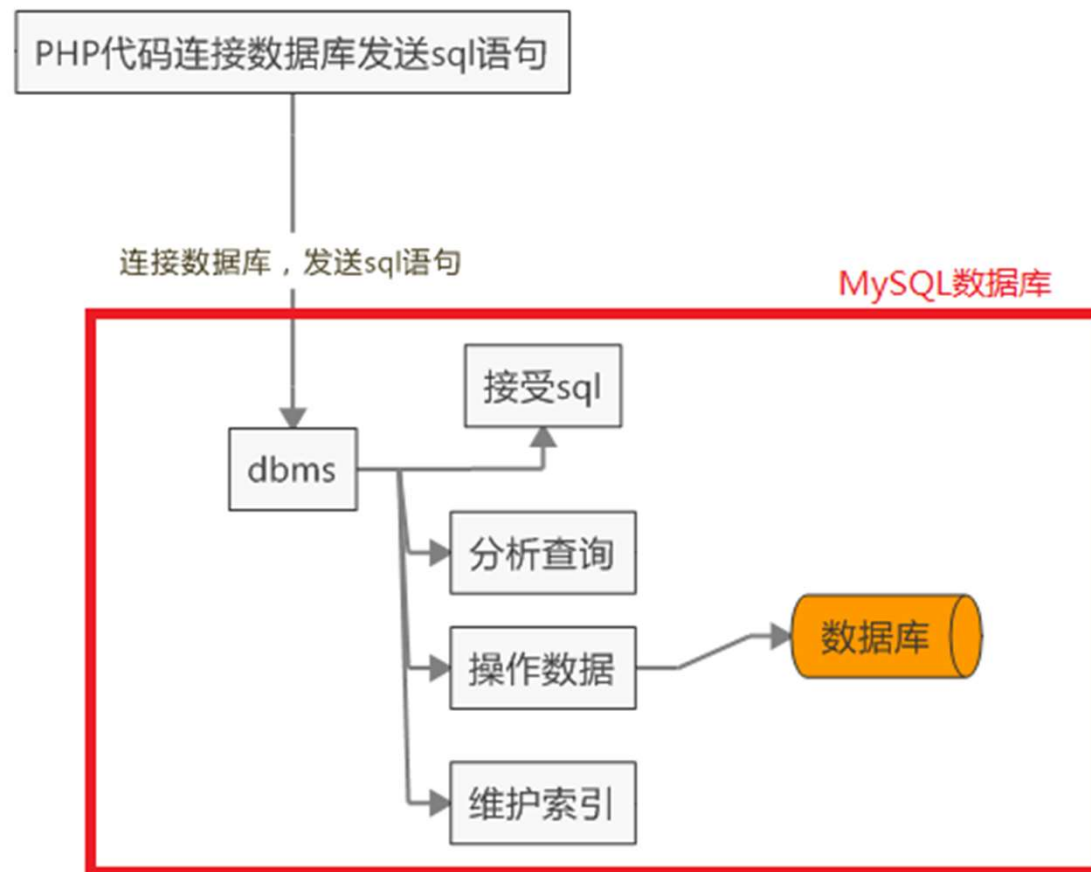 PHP代码连接数据库发送sql语句
连接数据库，发送sql语句
MySQL数据库
接受sql
dbms
分析查询
操作数据
数据库
维护索引